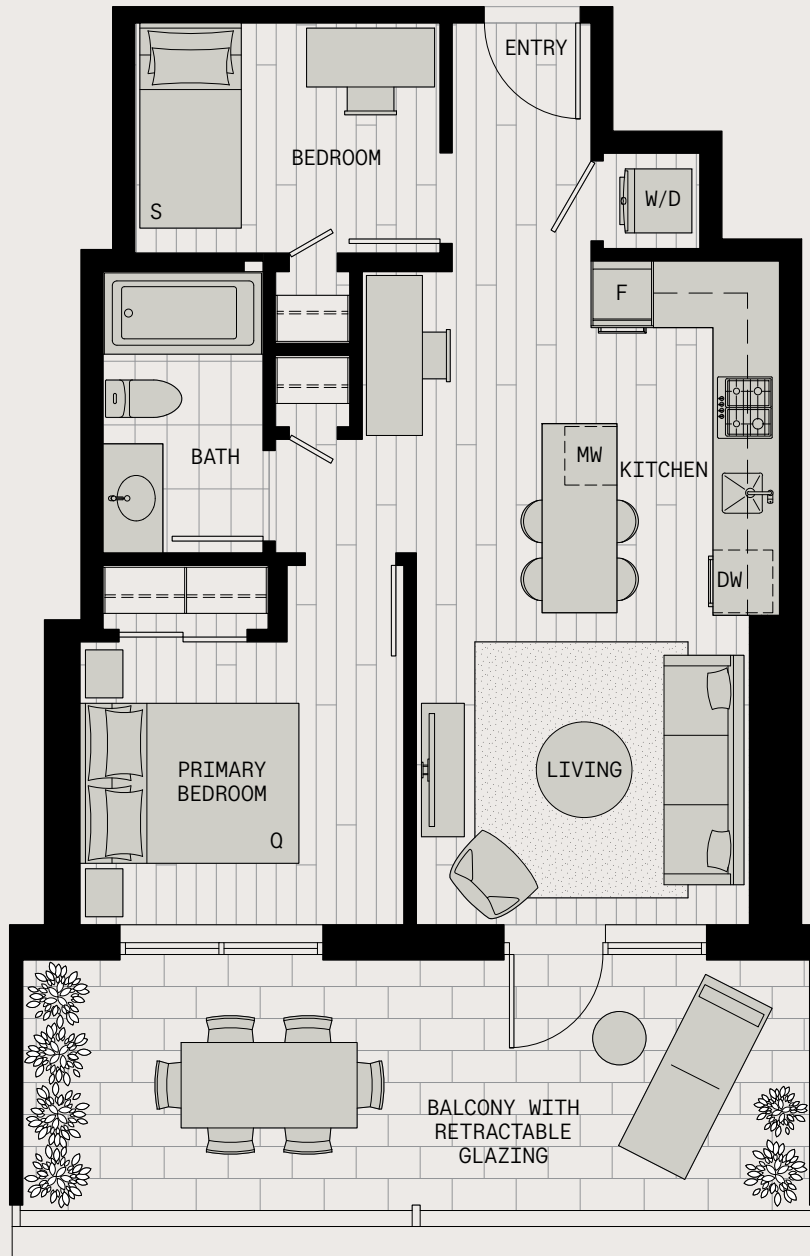 ENTRY
BEDROOM
S
W/D
F
BATH
MW
KITCHEN
DW
PRIMARY
BEDROOM
Q
LIVING
BALCONY WITH
RETRACTABLE
GLAZING